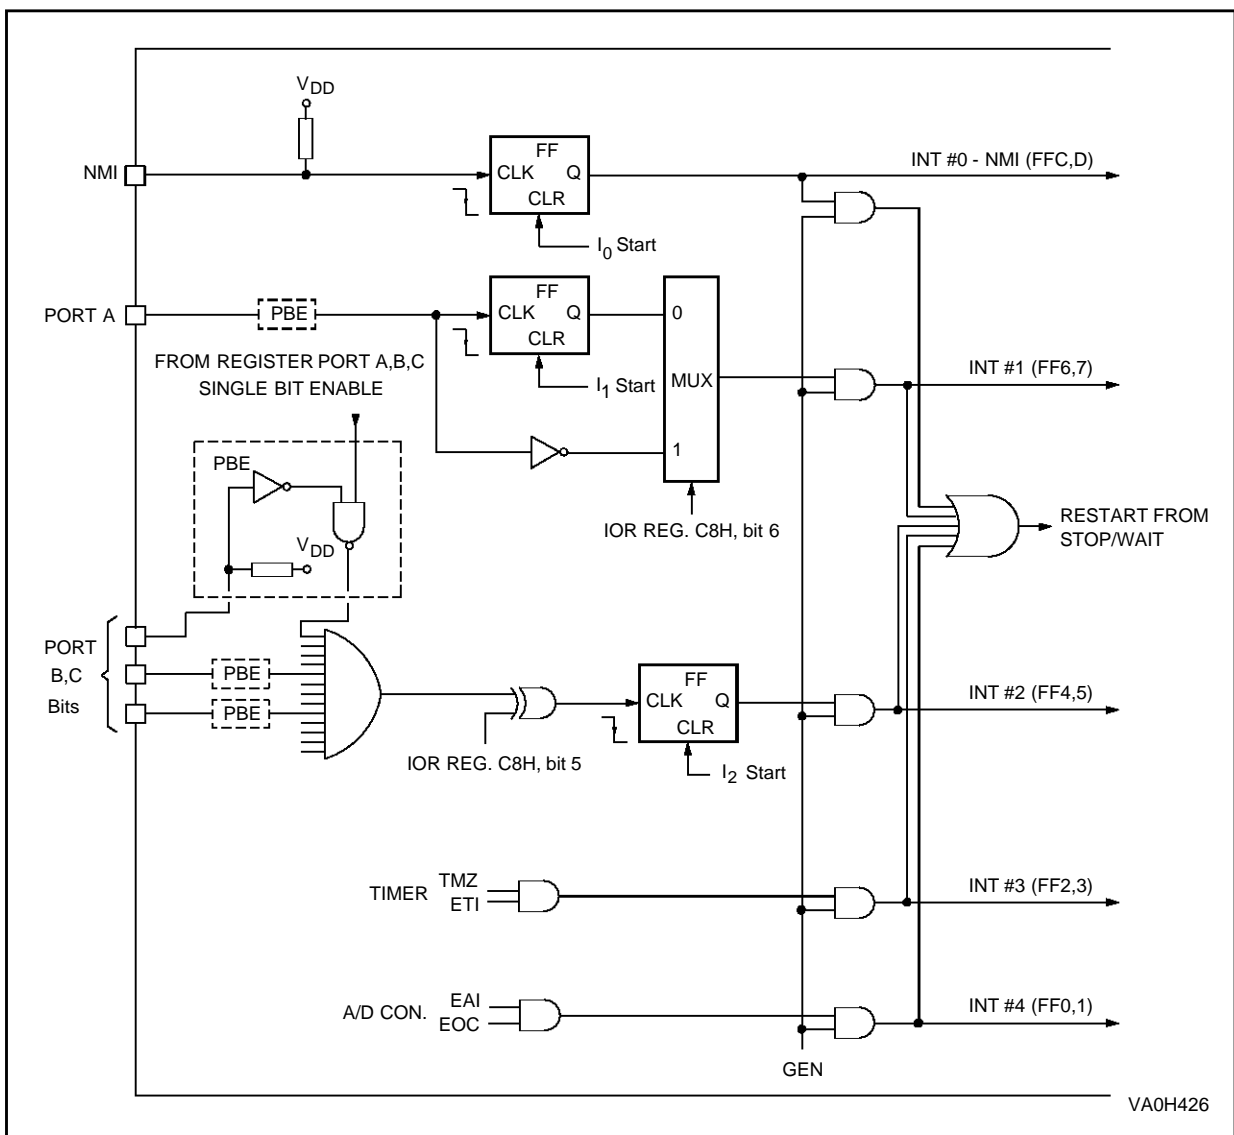 VDD
NMI
FF
CLK Q
CLR
INT #0 - NMI (FFC,D)
I0 Start
PORT A
PBE
FF
CLK Q
CLR
0
MUX
1
I1 Start
INT #1 (FF6,7)
FROM REGISTER PORT A,B,C
SINGLE BIT ENABLE
PBE
VDD
IOR REG. C8H, bit 6
RESTART FROM
STOP/WAIT
PORT
B,C
Bits
PBE
PBE
IOR REG. C8H, bit 5
FF
CLK Q
CLR
I2 Start
INT #2 (FF4,5)
TIMER
TMZ
ETI
INT #3 (FF2,3)
A/D CON.
EAI
EOC
INT #4 (FF0,1)
GEN
VA0H426